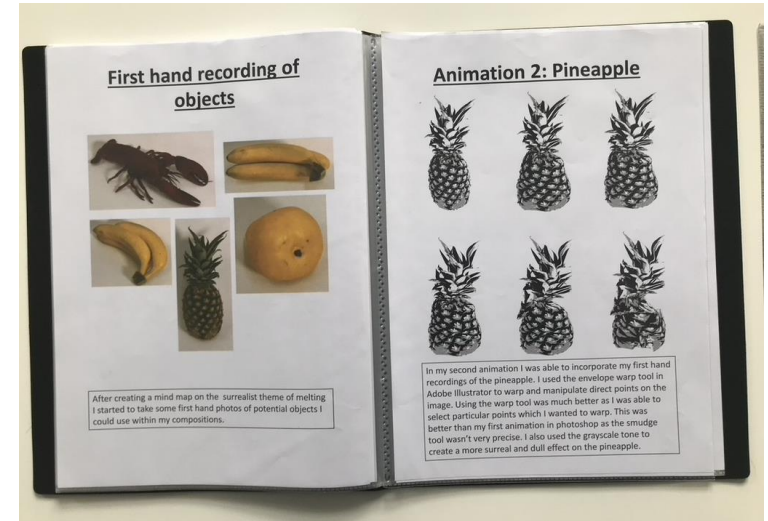 First hand recording of
objects
After creating a mind map on the surrealist theme of melting
I started to take some first hand photos of potential objects I
could use within my compositions.
Animation 2: Pineapple
In my second animation I was able to incorporate my first hand
recordings of the pineapple. I used the envelope warp tool in
Adobe Illustrator to warp and manipulate direct points on the
image. Using the warp tool was much better as I was able to
select particular points which I wanted to warp. This was
better than my first animation in photoshop as the smudge
tool wasn't very precise. I also used the grayscale tone to
create a more surreal and dull effect on the pineapple.